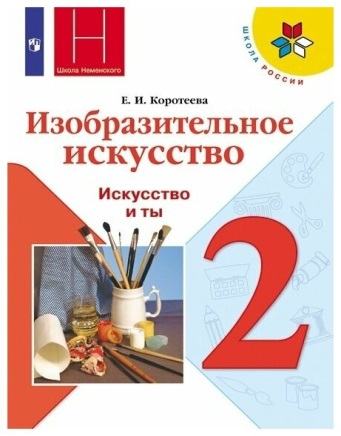 Н
Школа Неменского
ШКОЛА РОССИИ
Е. И. Коротеева
Изобразительное
искусство
Искусство
и ты
2